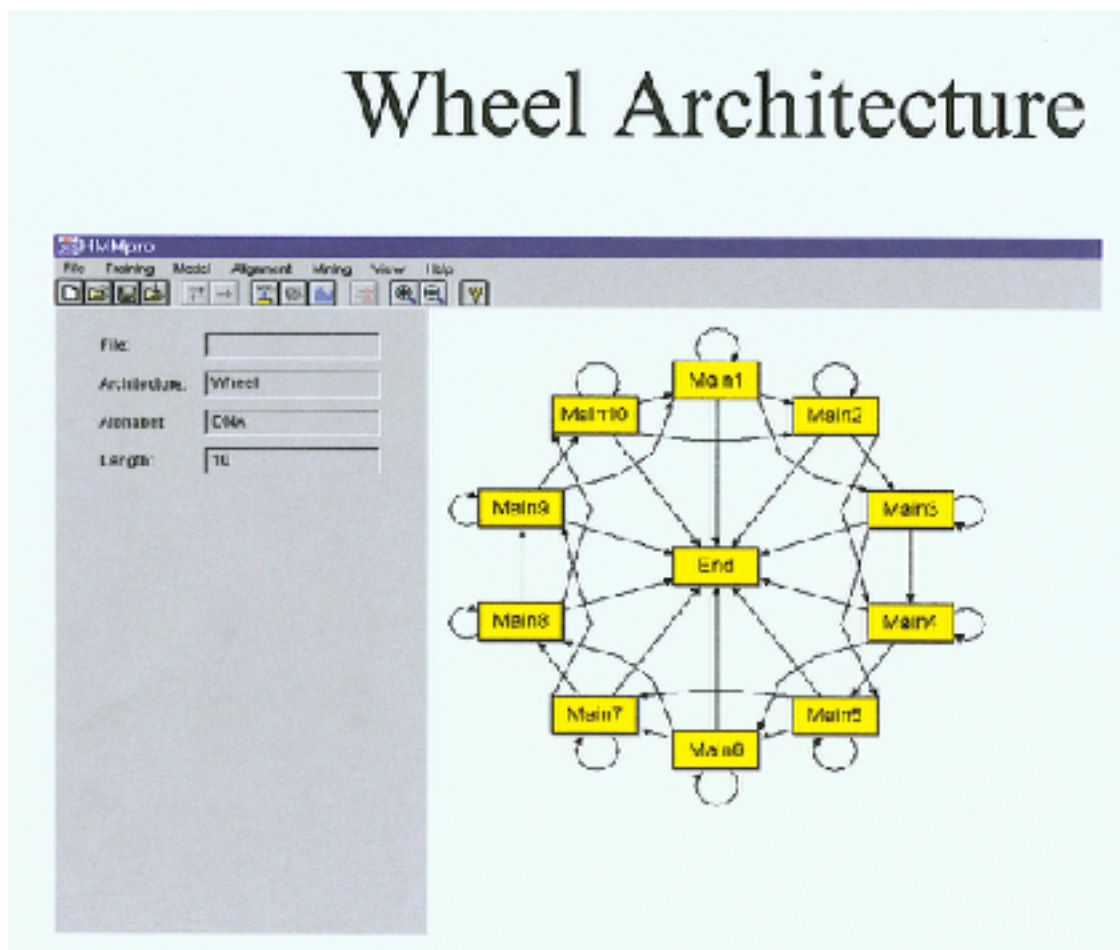 Wheel Architecture
HMMpro
File Training Model Alignment Mining View Help
File:
Architecture: Wheel
Alphabet: DNA
Length: 10
Main1
Main10
Main2
Main9
Main3
End
Main8
Main4
Main7
Main5
Main6